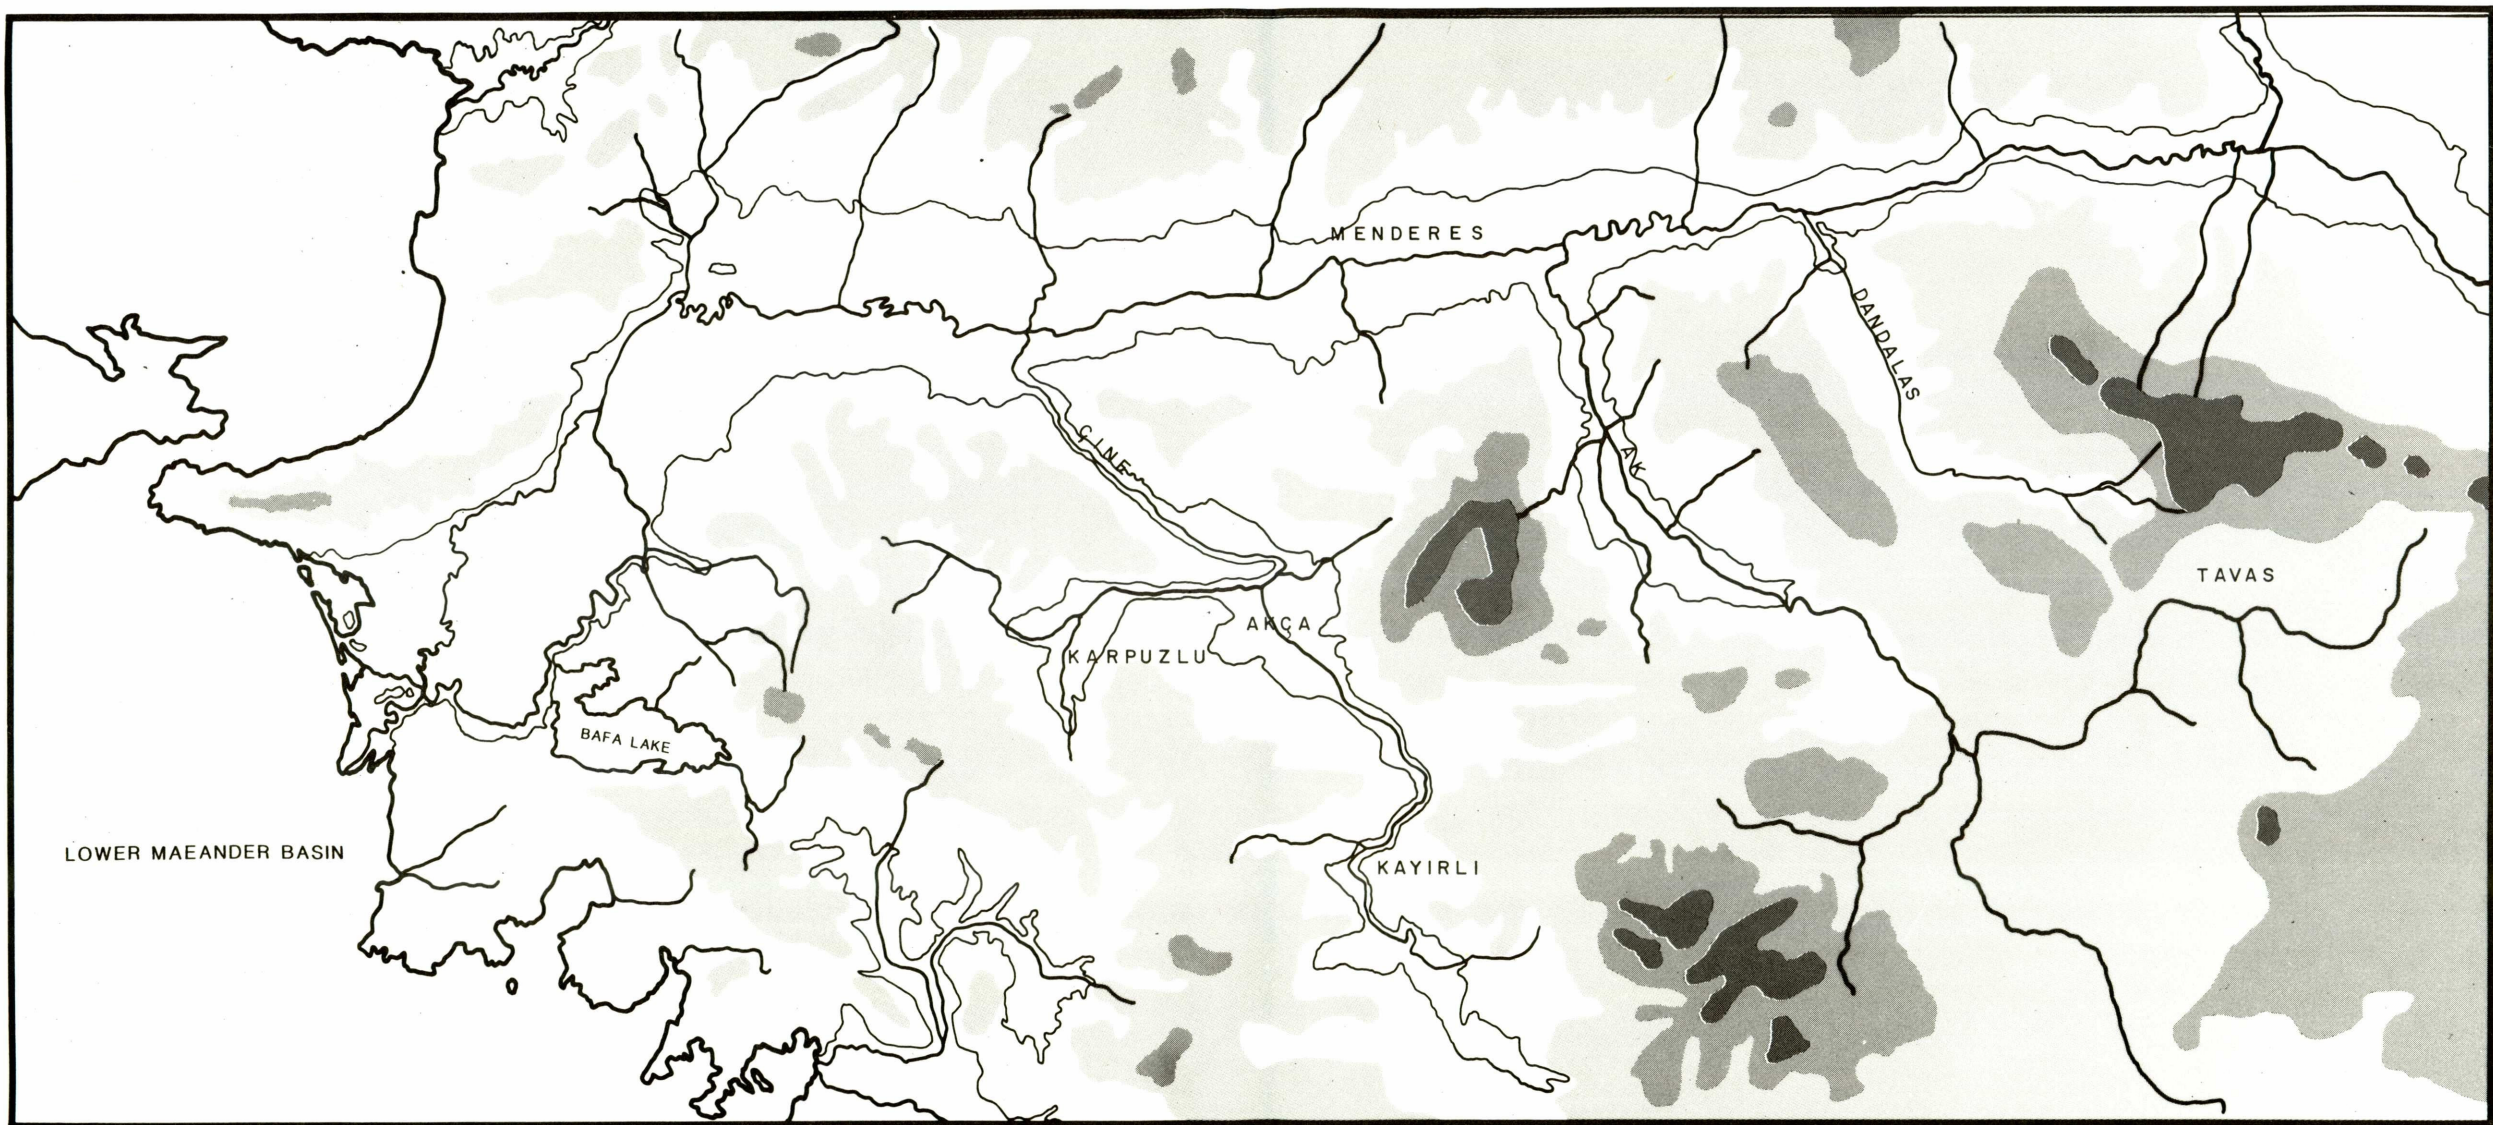 MENDERES
DANDALAS
ÇINE
AK
TAVAS
AKÇA
KARPUZLU
BAFA LAKE
LOWER MAEANDER BASIN
KAYIRLI